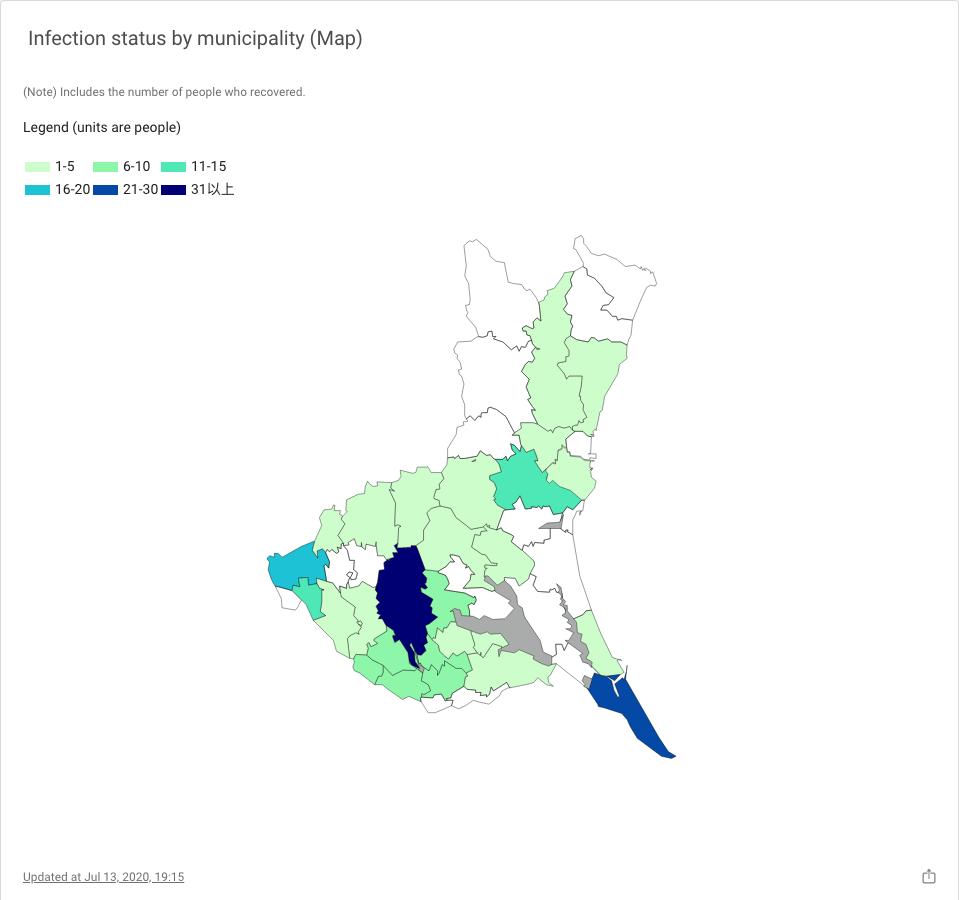 Infection status by municipality (Map)
(Note) Includes the number of people who recovered.
Legend (units are people)
1-5 6-10 11-15
16-20 21-30 31以上
Updated at Jul 13, 2020, 19:15